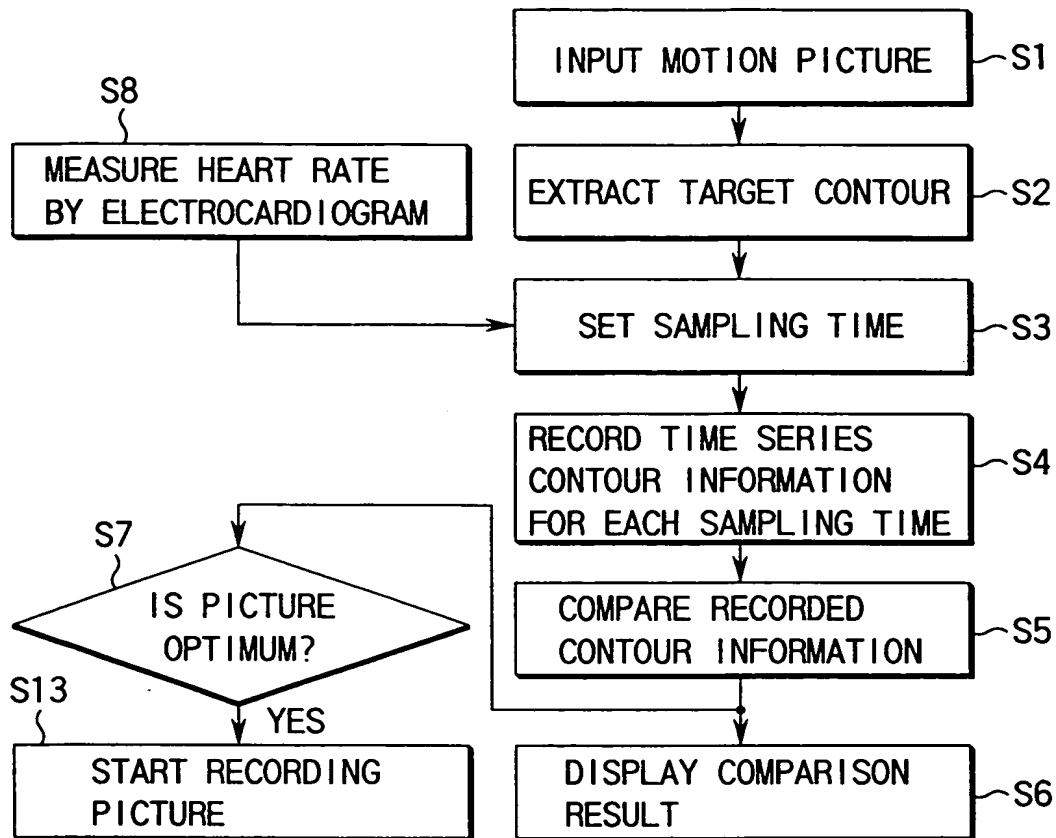 INPUT MOTION PICTURE
S1
S8
MEASURE HEART RATE
BY ELECTROCARDIOGRAM
EXTRACT TARGET CONTOUR
S2
SET SAMPLING TIME
S3
RECORD TIME SERIES
CONTOUR INFORMATION
FOR EACH SAMPLING TIME
S4
S7
IS PICTURE
OPTIMUM?
COMPARE RECORDED
CONTOUR INFORMATION
S5
S13
YES
START RECORDING
PICTURE
DISPLAY COMPARISON
RESULT
S6